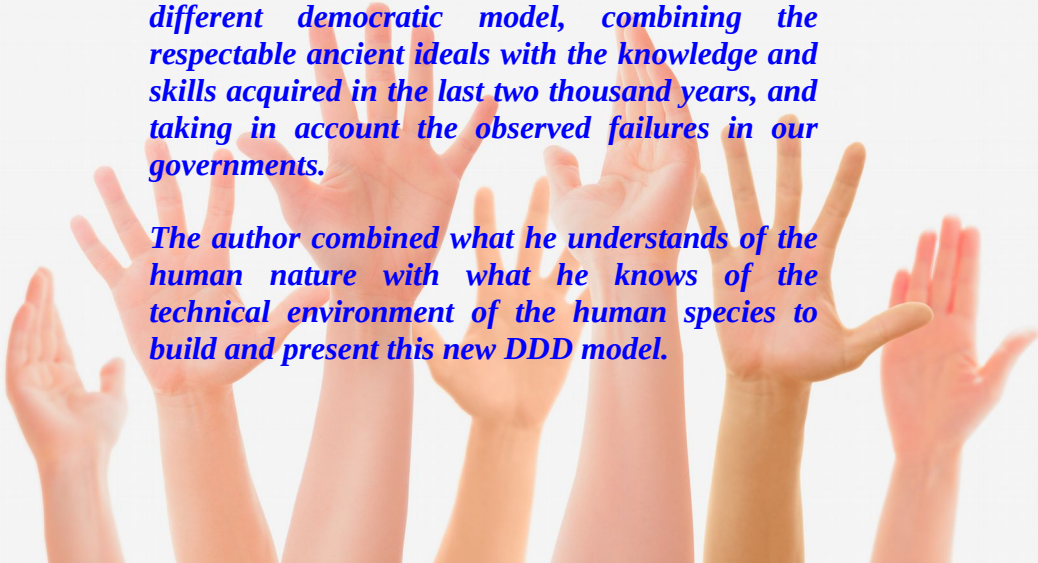 different democratic model, combining the
respectable ancient ideals with the knowledge and
skills acquired in the last two thousand years, and
taking in account the observed failures in our
governments.
The author combined what he understands of the
human nature with what he knows of the
technical environment of the human species to
build and present this new DDD model.